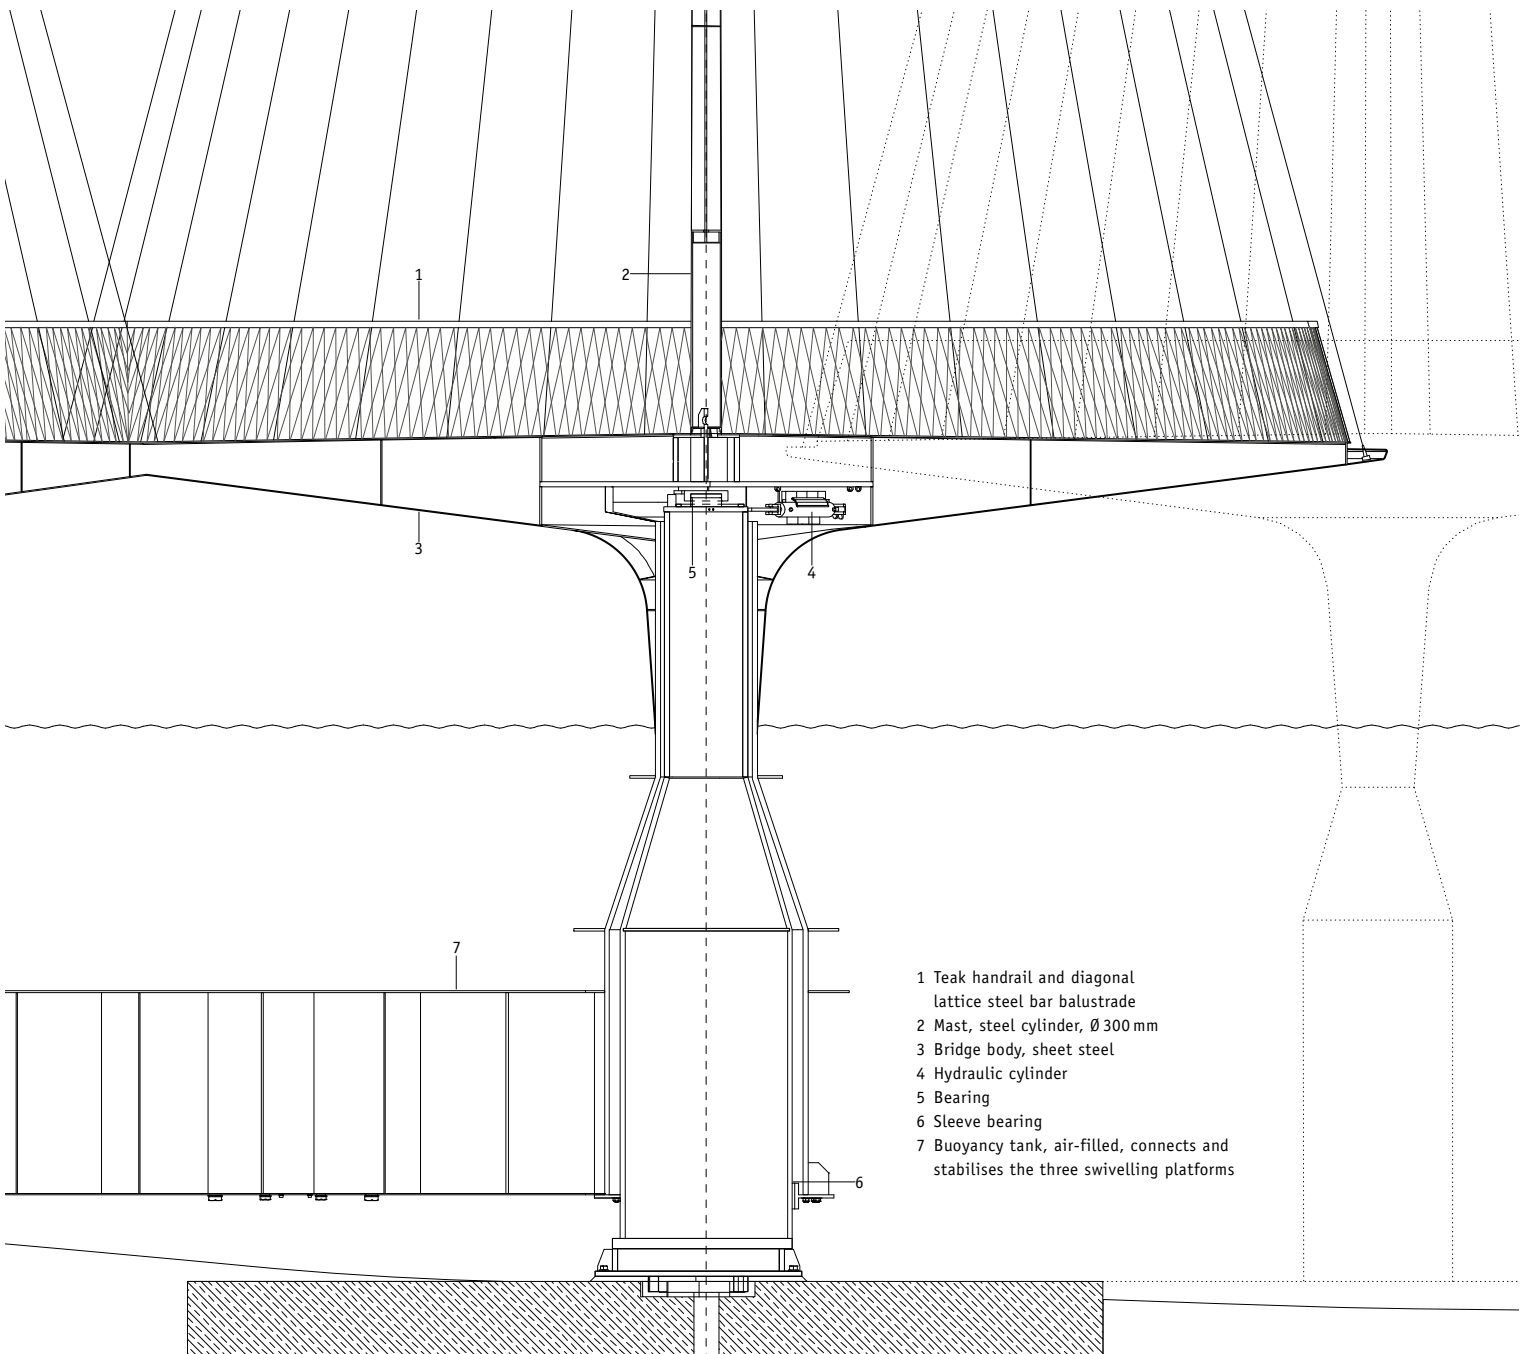 1
2
3
5
4
7
6
1 Teak handrail and diagonal
lattice steel bar balustrade
2 Mast, steel cylinder, Ø 300 mm
3 Bridge body, sheet steel
4 Hydraulic cylinder
5 Bearing
6 Sleeve bearing
7 Buoyancy tank, air-filled, connects and
stabilises the three swivelling platforms